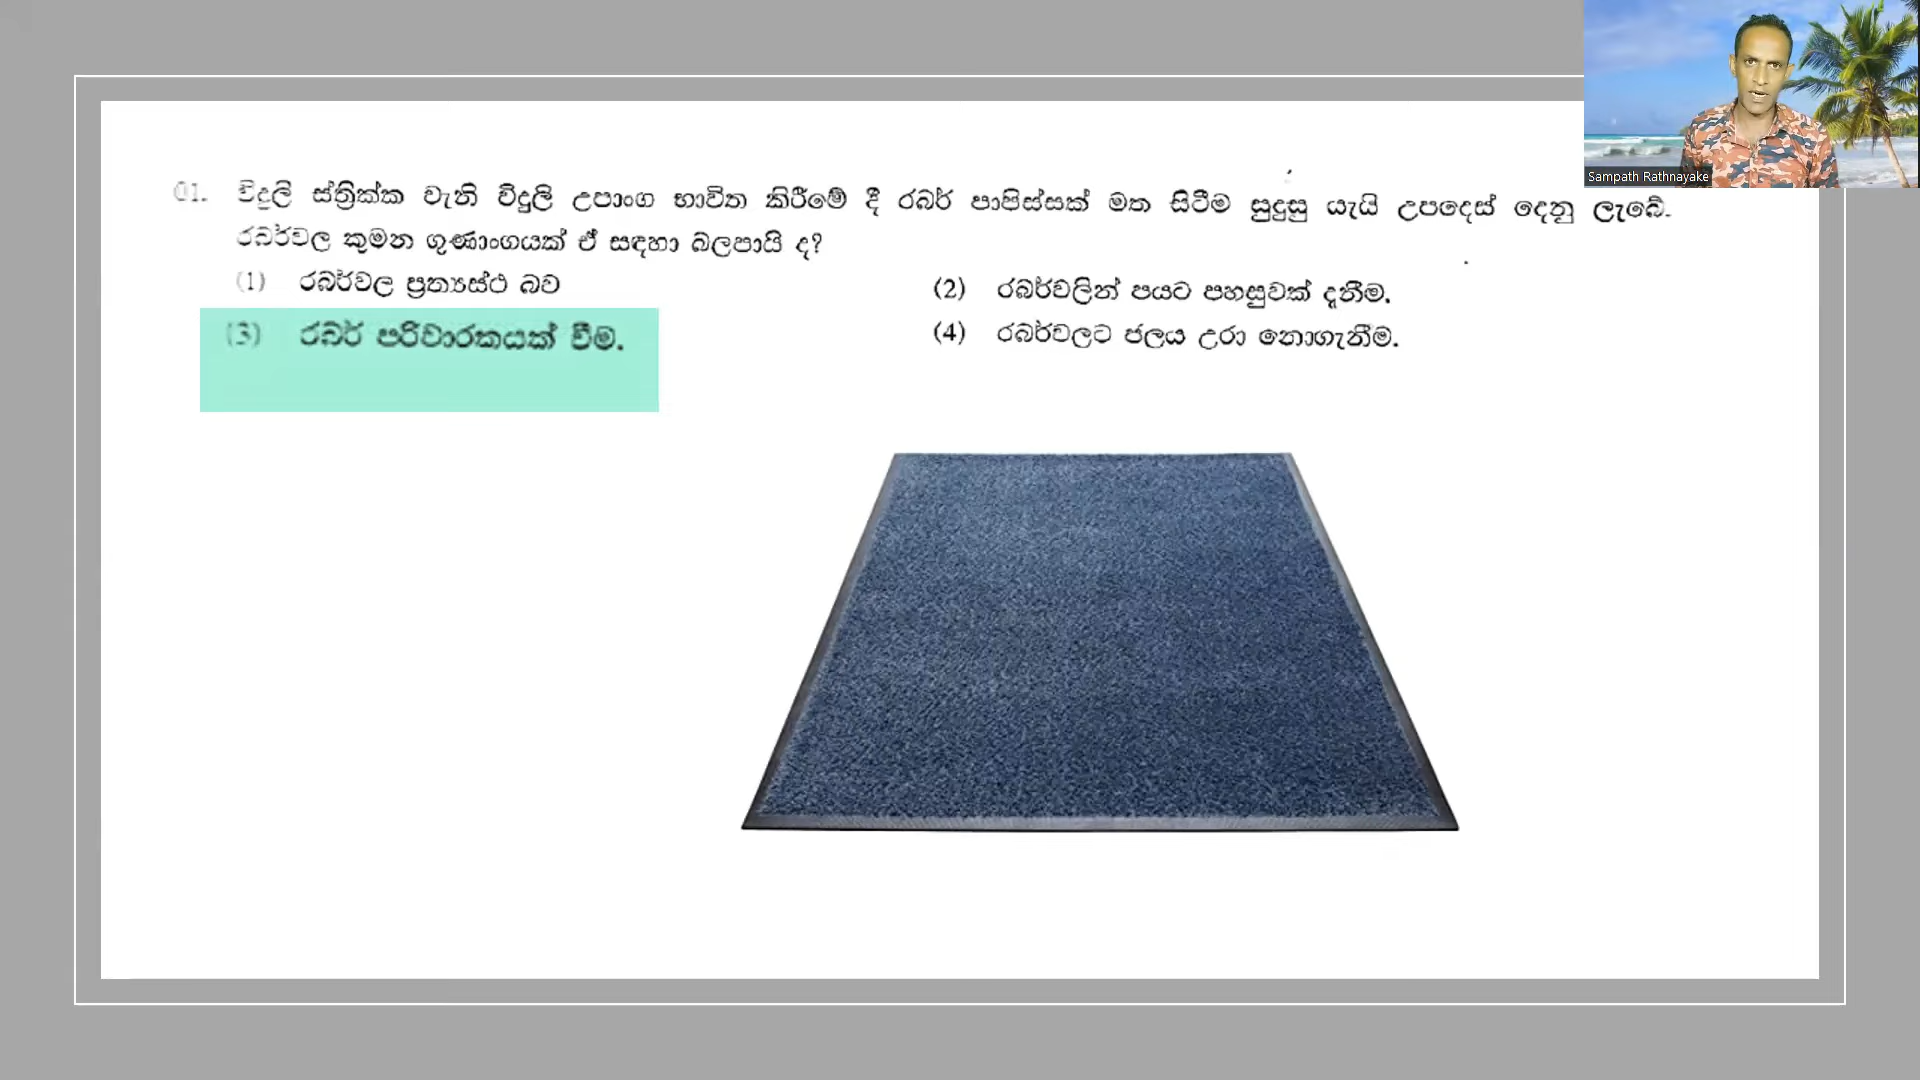 Sampath Rathnayake
01. විදුලි ස්ත්‍රික්ක වැනි විදුලි උපාංග භාවිත කිරීමේ දී රබර් පාපිස්සක් මත සිටීම සුදුසු යැයි උපදෙස් දෙනු ලැබේ.
රබර්වල කුමන ගුණාංගයක් ඒ සඳහා බලපායි ද?
(1) රබර්වල ප්‍රත්‍යස්ථ බව
(2) රබර්වලින් පයට පහසුවක් දැනීම.
(3) රබර් පරිවාරකයක් වීම.
(4) රබර්වලට ජලය උරා නොගැනීම.